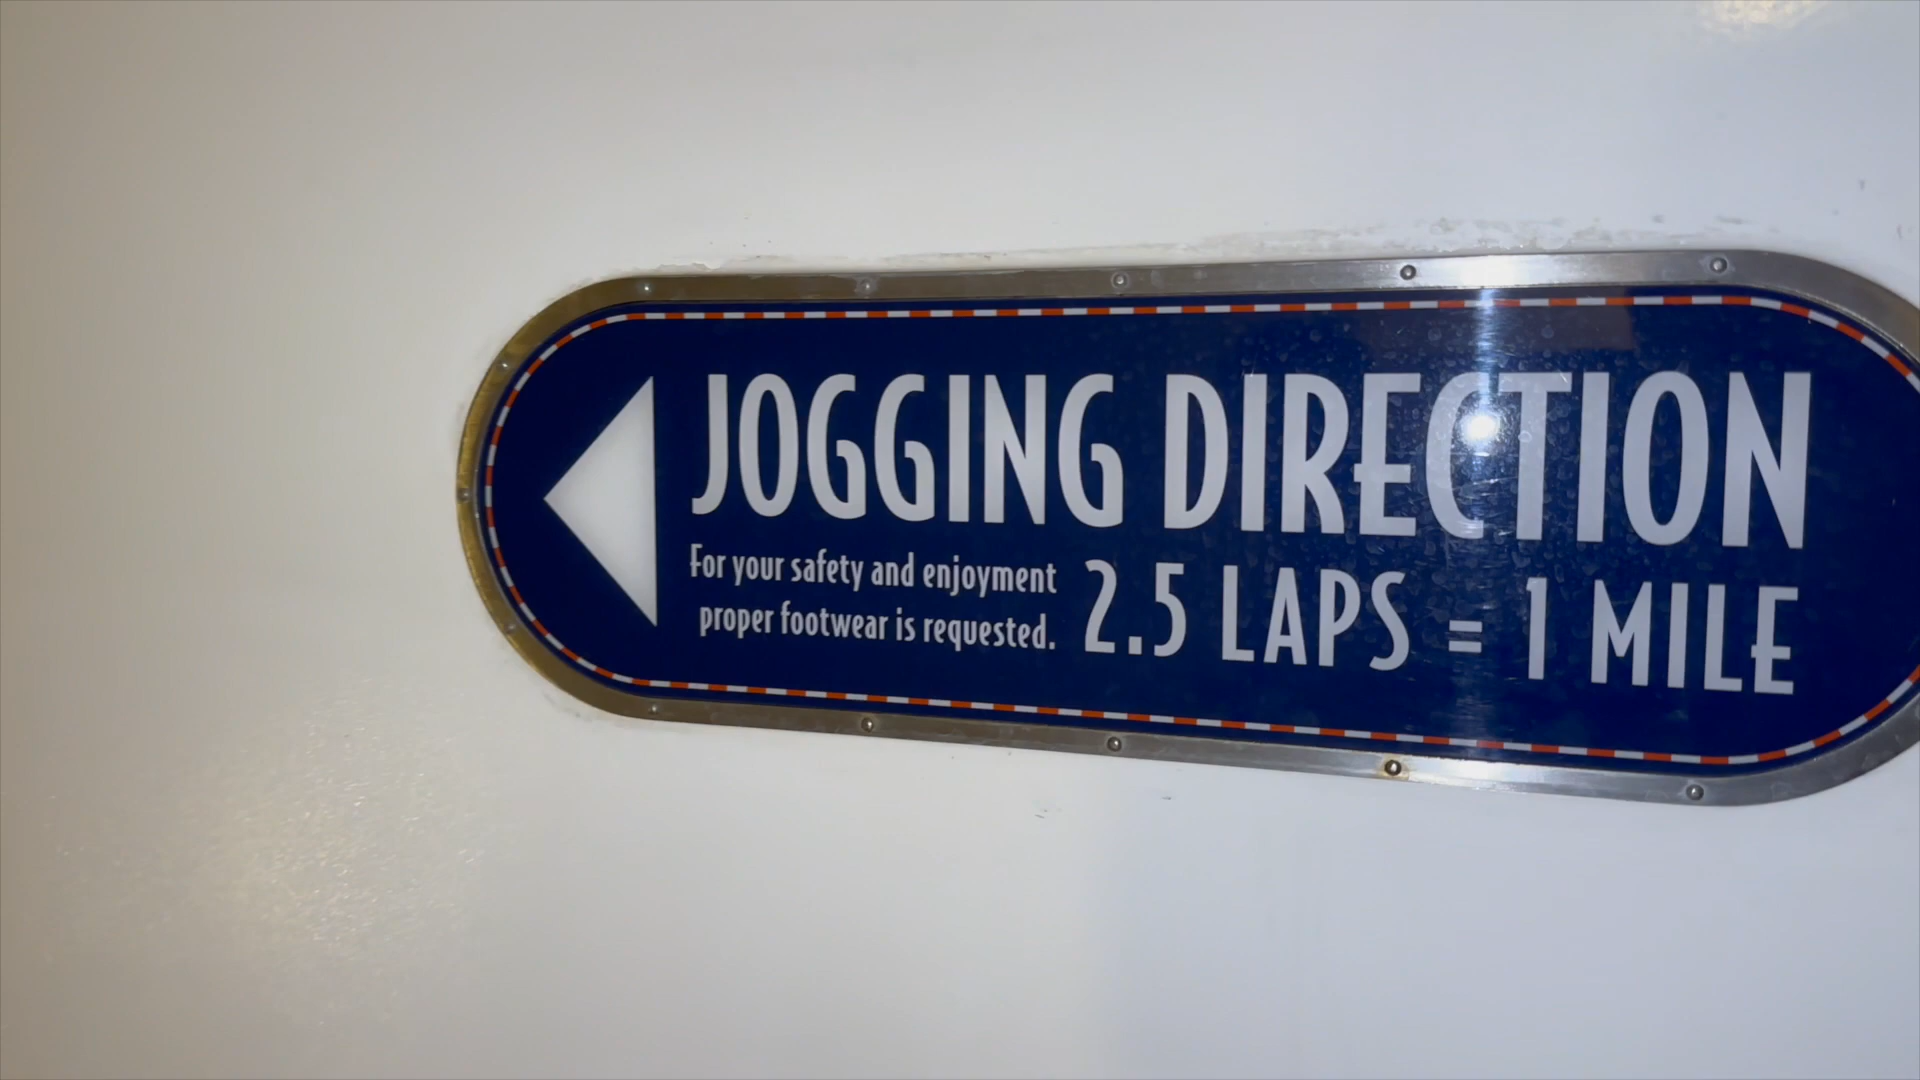 JOGGING DIRECTION
For your safety and enjoyment
proper footwear is requested.
2.5 LAPS = 1 MILE